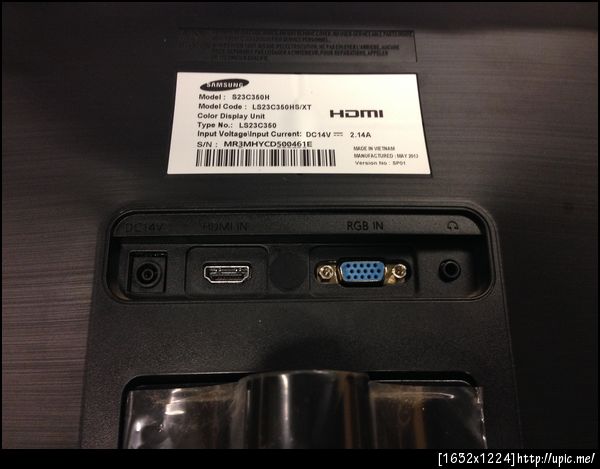 SAMSUNG
Model : S23C350H
Model Code : LS23C350HS/XT
Color Display Unit
Type No.: LS23C350
Input Voltage\Input Current: DC14V ⎓ 2.14A
S/N : MR3MHYCD500461E
HDMI
MADE IN VIETNAM
MANUFACTURED : MAY 2013
Version No : SP01
DC14V
HDMI IN
RGB IN
[1632x1224]http://upic.me/